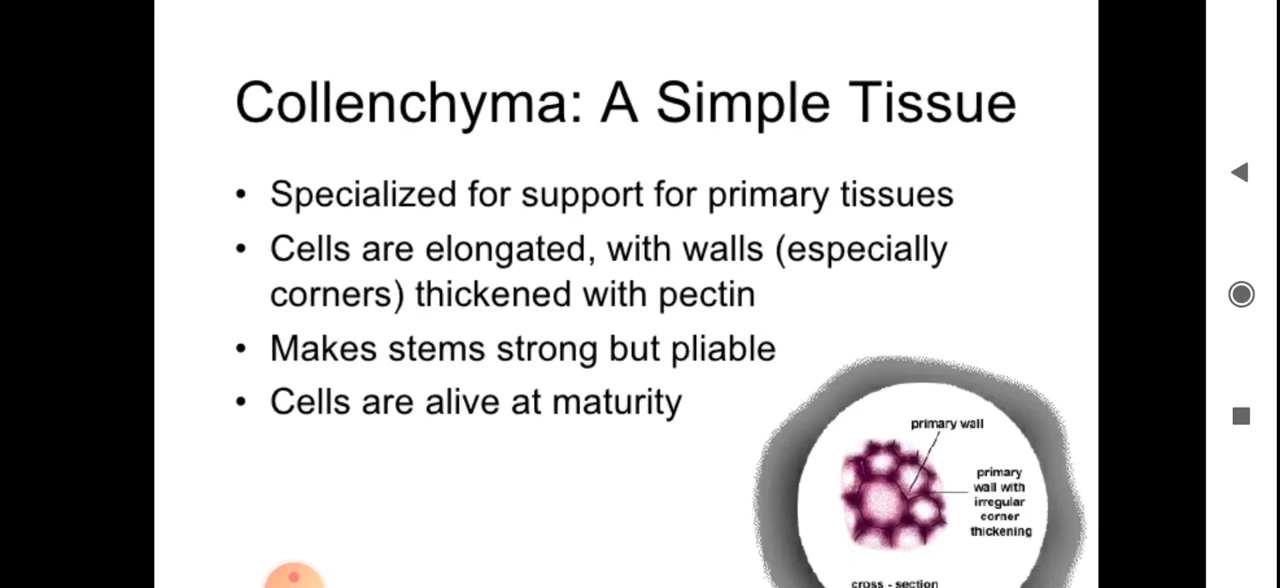 Collenchyma: A Simple Tissue
• Specialized for support for primary tissues
• Cells are elongated, with walls (especially
corners) thickened with pectin
• Makes stems strong but pliable
• Cells are alive at maturity
primary wall
primary
wall with
irregular
corner
thickening
cross - section